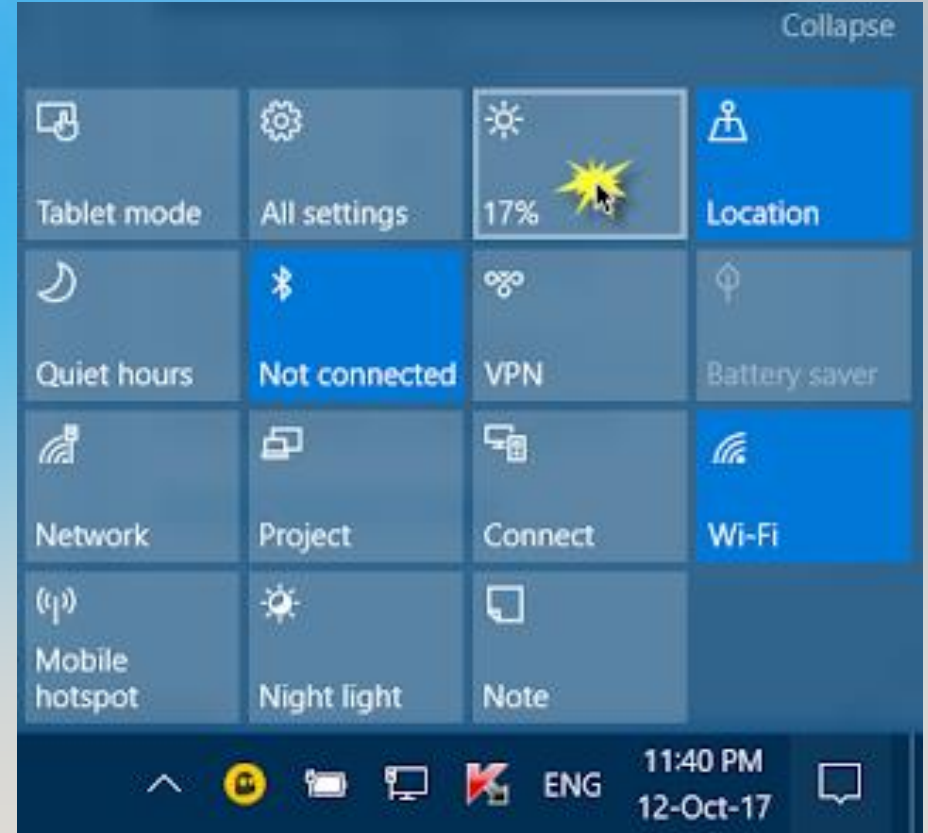 Collapse
Tablet mode
All settings
17%
Location
Quiet hours
Not connected
VPN
Battery saver
Network
Project
Connect
Wi-Fi
Mobile
hotspot
Night light
Note
ENG
11:40 PM
12-Oct-17